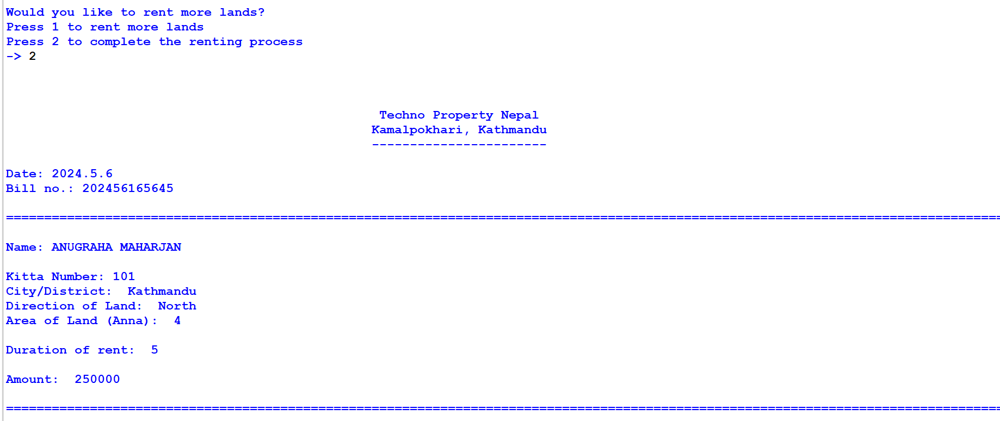 Would you like to rent more lands?
Press 1 to rent more lands
Press 2 to complete the renting process
-> 2
Techno Property Nepal
Kamalpokhari, Kathmandu
-----------------------
Date: 2024.5.6
Bill no.: 202456165645
==================================================================================================================================
Name: ANUGRAHA MAHARJAN
Kitta Number: 101
City/District:  Kathmandu
Direction of Land:  North
Area of Land (Anna):  4
Duration of rent:  5
Amount:  250000
==================================================================================================================================